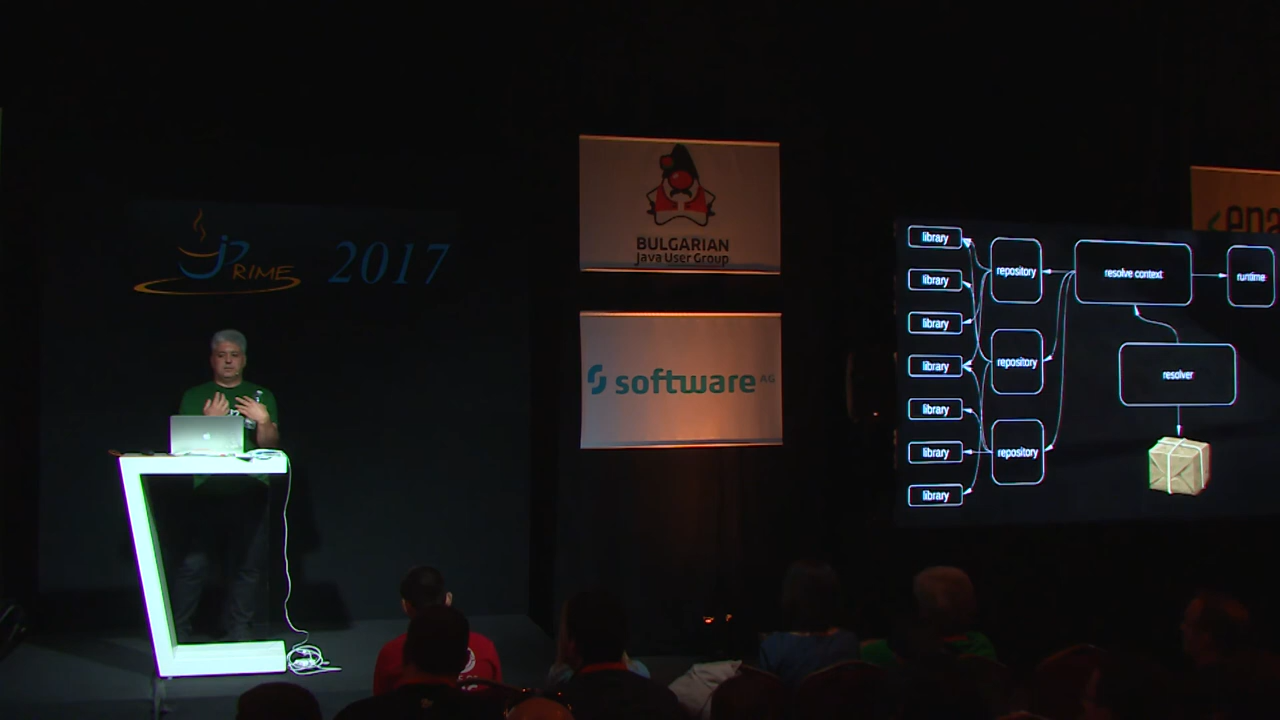 jPRIME 2017
BULGARIAN
Java User Group
software AG
library
library
library
library
library
library
library
repository
repository
repository
resolve context
runtime
resolver